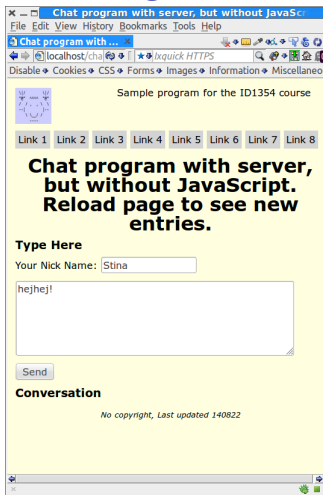 Chat program with server, but without JavaScr
File Edit View History Bookmarks Tools Help
Chat program with ...
localhost/cha Ixquick HTTPS
Disable Cookies CSS Forms Images Information Miscellaneo
Sample program for the ID1354 course
Link 1 Link 2 Link 3 Link 4 Link 5 Link 6 Link 7 Link 8
Chat program with server,
but without JavaScript.
Reload page to see new
entries.
Type Here
Your Nick Name: Stina
hejhej!
Send
Conversation
No copyright, Last updated 140822